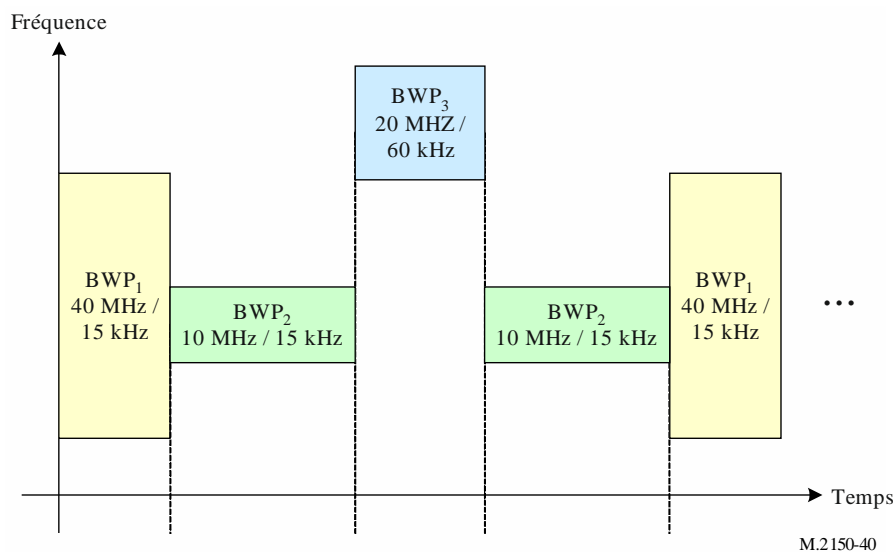 Fréquence
BWP3
20 MHZ /
60 kHz
BWP1
40 MHz /
15 kHz
BWP2
10 MHz / 15 kHz
BWP2
10 MHz / 15 kHz
BWP1
40 MHz /
15 kHz
...
Temps
M.2150-40